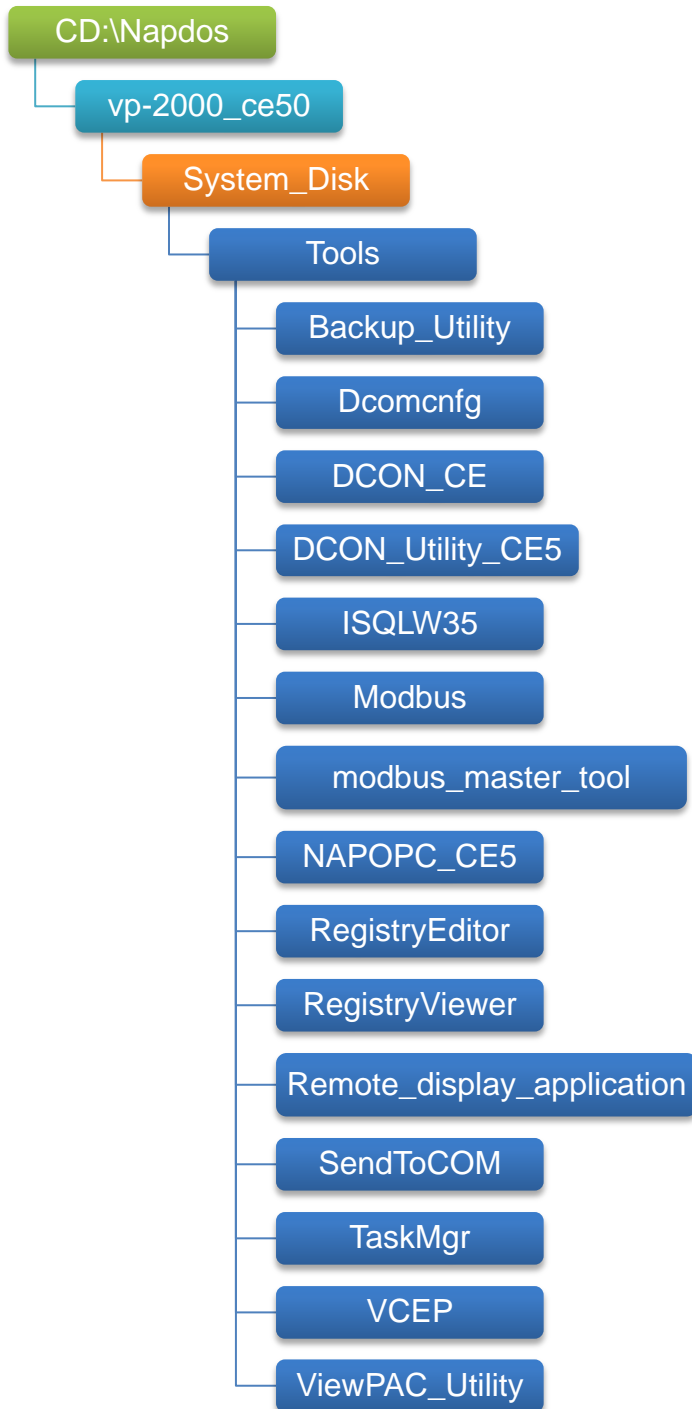 CD:\Napdos
vp-2000_ce50
System_Disk
Tools
Backup_Utility
Dcomcnfg
DCON_CE
DCON_Utility_CE5
ISQLW35
Modbus
modbus_master_tool
NAPOPC_CE5
RegistryEditor
RegistryViewer
Remote_display_application
SendToCOM
TaskMgr
VCEP
ViewPAC_Utility